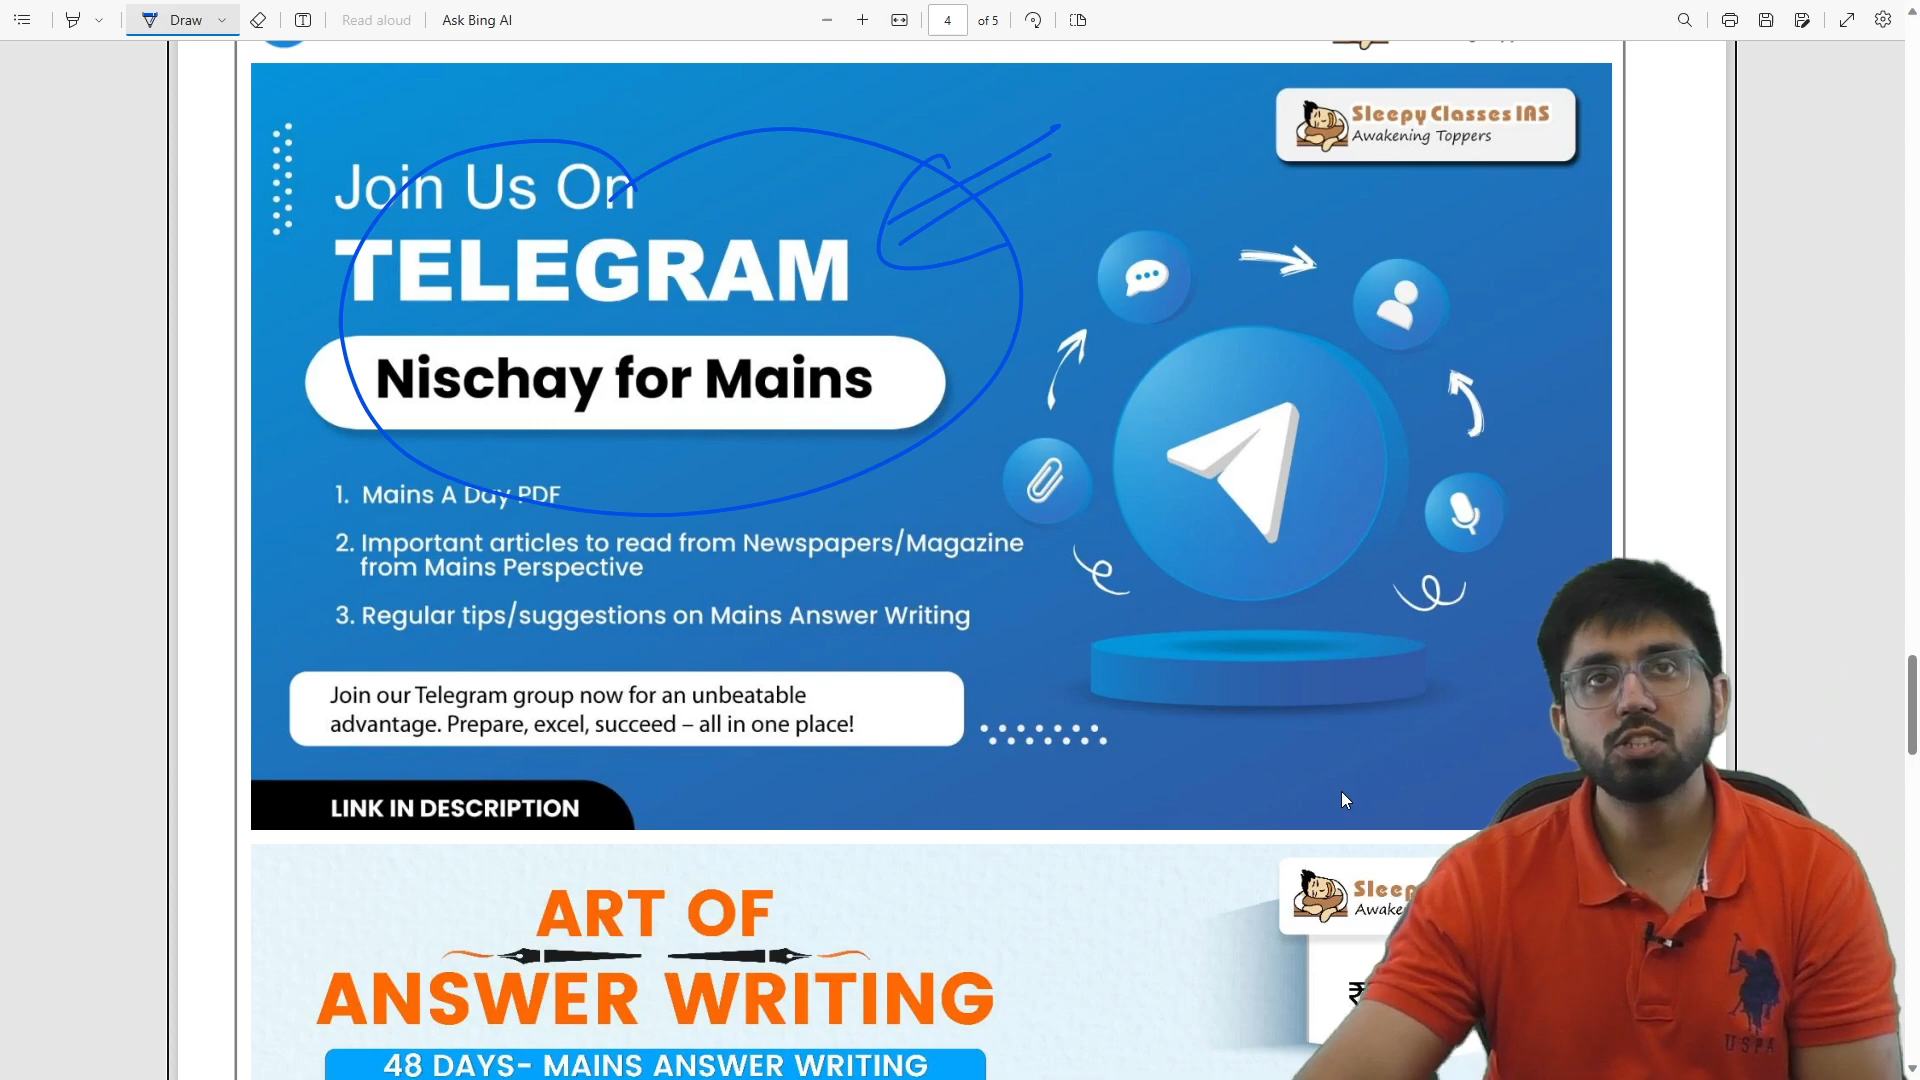 Draw
Read aloud
Ask Bing AI
4
of 5
Sleepy Classes IAS
Awakening Toppers
Join Us On
TELEGRAM
Nischay for Mains
1. Mains A Day PDF
2. Important articles to read from Newspapers/Magazine
from Mains Perspective
3. Regular tips/suggestions on Mains Answer Writing
Join our Telegram group now for an unbeatable
advantage. Prepare, excel, succeed – all in one place!
LINK IN DESCRIPTION
ART OF
ANSWER WRITING
48 DAYS- MAINS ANSWER WRITING
₹
USPA